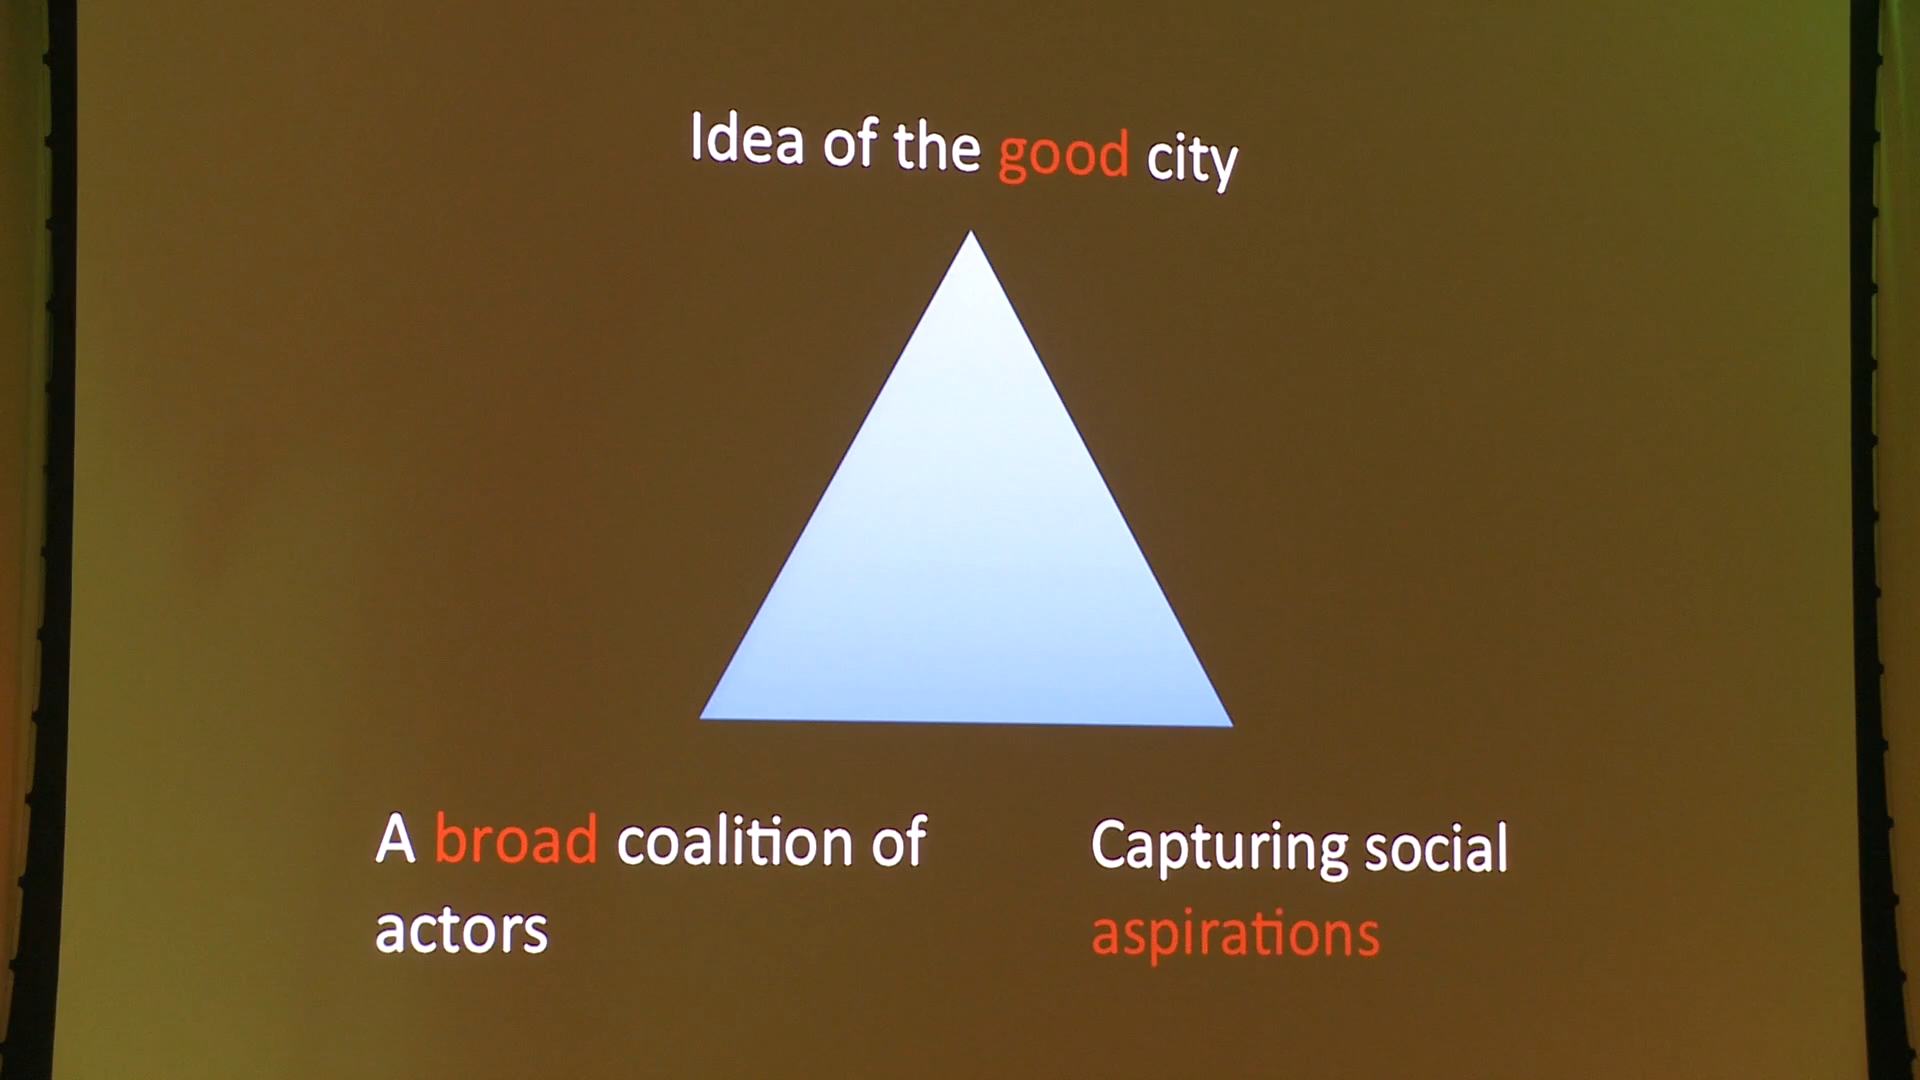 Idea of the good city
A broad coalition of
actors
Capturing social
aspirations